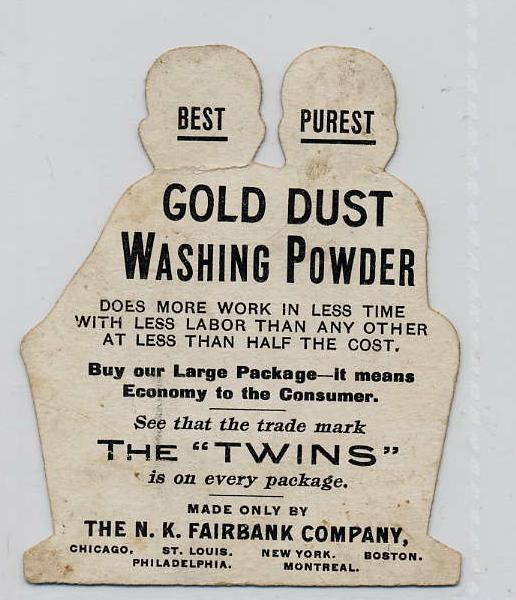 BEST
PUREST
GOLD DUST
WASHING POWDER
DOES MORE WORK IN LESS TIME
WITH LESS LABOR THAN ANY OTHER
AT LESS THAN HALF THE COST.
Buy our Large Package—it means
Economy to the Consumer.
See that the trade mark
THE "TWINS"
is on every package.
MADE ONLY BY
THE N. K. FAIRBANK COMPANY,
CHICAGO. ST. LOUIS. NEW YORK. BOSTON.
PHILADELPHIA. MONTREAL.